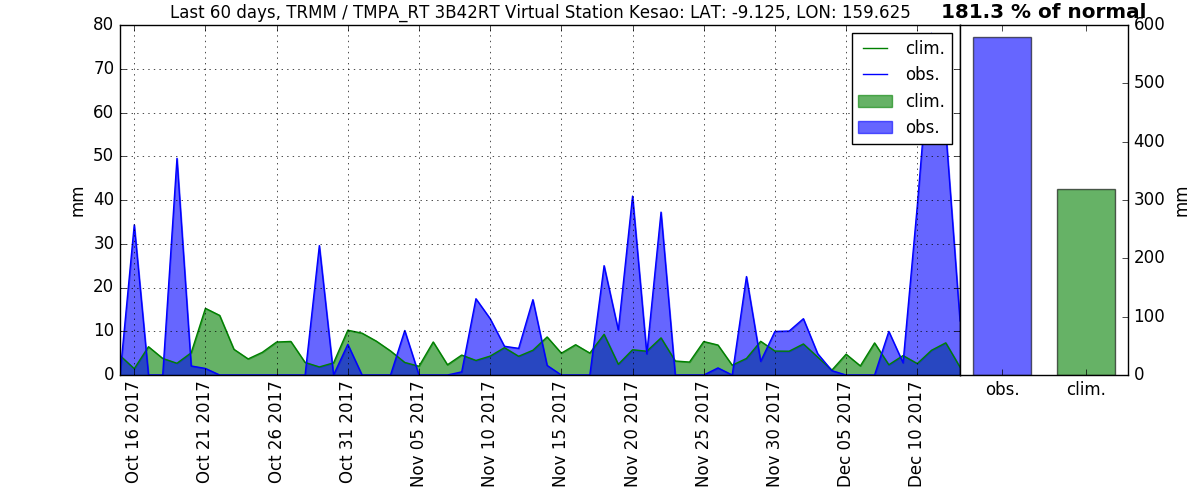 Last 60 days, TRMM / TMPA_RT 3B42RT Virtual Station Kesao: LAT: -9.125, LON: 159.625
181.3 % of normal
80
70
60
50
40
30
20
10
0
mm
clim.
obs.
clim.
obs.
600
500
400
300
200
100
0
mm
obs.
clim.
Oct 16 2017
Oct 21 2017
Oct 26 2017
Oct 31 2017
Nov 05 2017
Nov 10 2017
Nov 15 2017
Nov 20 2017
Nov 25 2017
Nov 30 2017
Dec 05 2017
Dec 10 2017